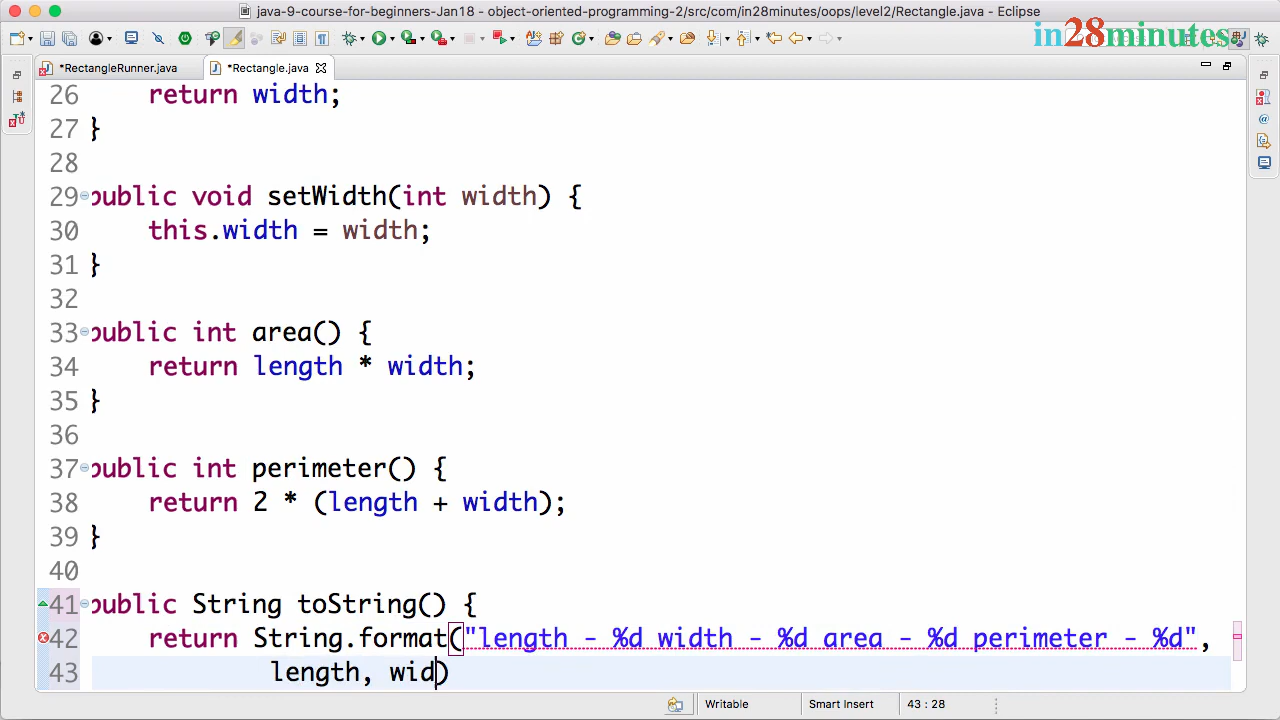 java-9-course-for-beginners-Jan18 - object-oriented-programming-2/src/com/in28minutes/oops/level2/Rectangle.java - Eclipse
in28minutes
*RectangleRunner.java
*Rectangle.java
26 return width;
27 }
28
29 public void setWidth(int width) {
30 this.width = width;
31 }
32
33 public int area() {
34 return length * width;
35 }
36
37 public int perimeter() {
38 return 2 * (length + width);
39 }
40
41 public String toString() {
42 return String.format("length - %d width - %d area - %d perimeter - %d",
43 length, wid)
Writable
Smart Insert
43 : 28